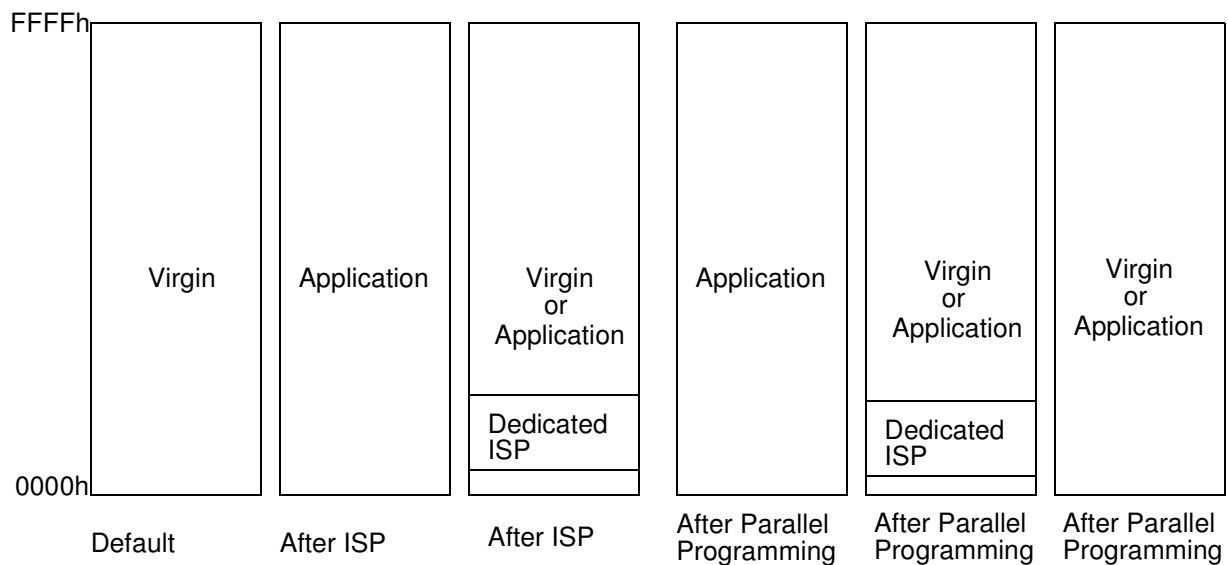 FFFFh
Virgin
Application
Virgin
or
Application
Dedicated
ISP
Application
Virgin
or
Application
Dedicated
ISP
Virgin
or
Application
0000h
Default
After ISP
After ISP
After Parallel
Programming
After Parallel
Programming
After Parallel
Programming